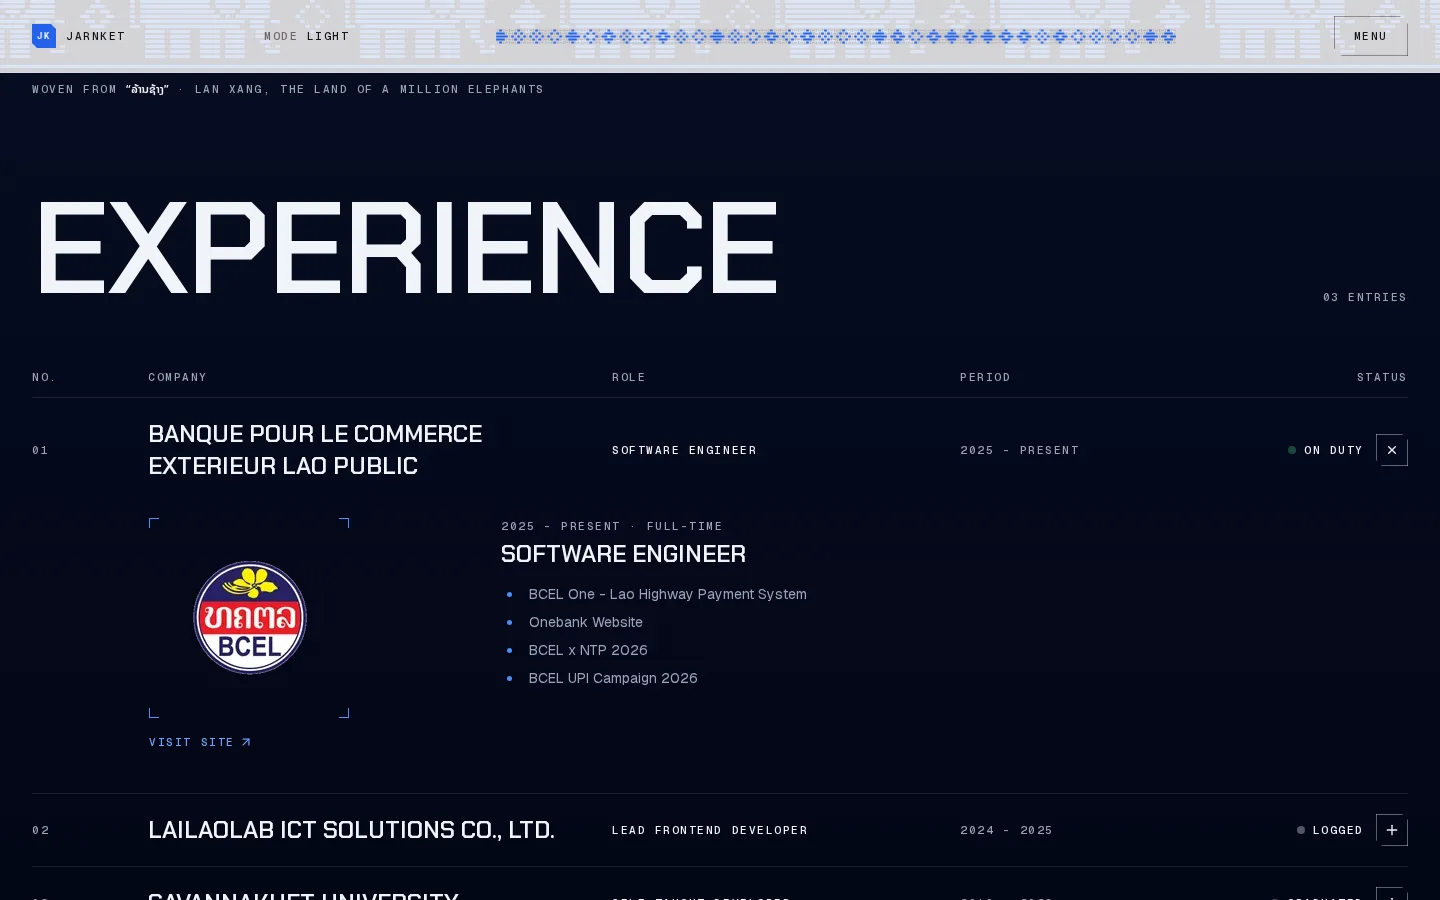 JK JARNKET MODE LIGHT MENU
WOVEN FROM “ລ້ານຊ້າງ” · LAN XANG, THE LAND OF A MILLION ELEPHANTS
EXPERIENCE
03 ENTRIES
NO. COMPANY ROLE PERIOD STATUS
01 BANQUE POUR LE COMMERCE EXTERIEUR LAO PUBLIC SOFTWARE ENGINEER 2025 - PRESENT ON DUTY
2025 - PRESENT · FULL-TIME
SOFTWARE ENGINEER
BCEL One - Lao Highway Payment System
Onebank Website
BCEL x NTP 2026
BCEL UPI Campaign 2026
ທຄຕລ
BCEL
VISIT SITE
02 LAILAOLAB ICT SOLUTIONS CO., LTD. LEAD FRONTEND DEVELOPER 2024 - 2025 LOGGED
SAVANNAKHET UNIVERSITY